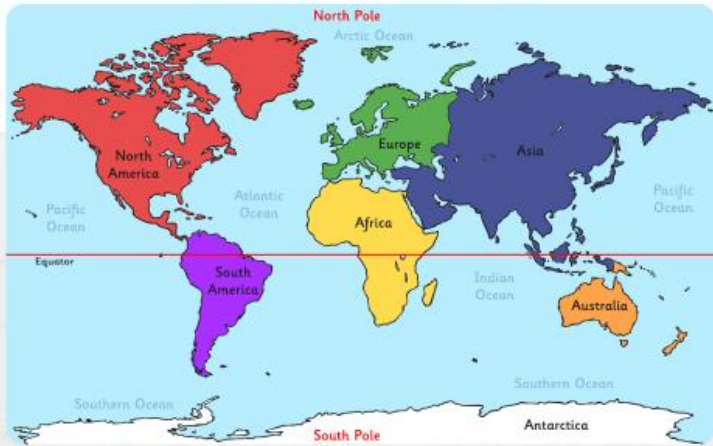 North Pole
Arctic Ocean
North
America
Europe
Asia
Atlantic
Ocean
Pacific
Ocean
Pacific
Ocean
Africa
Equator
South
America
Indian
Ocean
Australia
Southern Ocean
Southern Ocean
Antarctica
South Pole